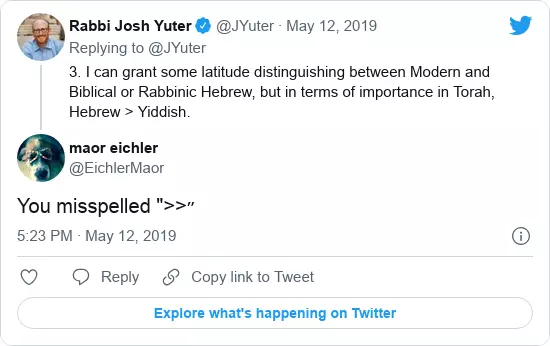 Rabbi Josh Yuter @JYuter · May 12, 2019
Replying to @JYuter
3. I can grant some latitude distinguishing between Modern and
Biblical or Rabbinic Hebrew, but in terms of importance in Torah,
Hebrew > Yiddish.
maor eichler
@EichlerMaor
You misspelled ">>״
5:23 PM · May 12, 2019
Reply
Copy link to Tweet
Explore what's happening on Twitter